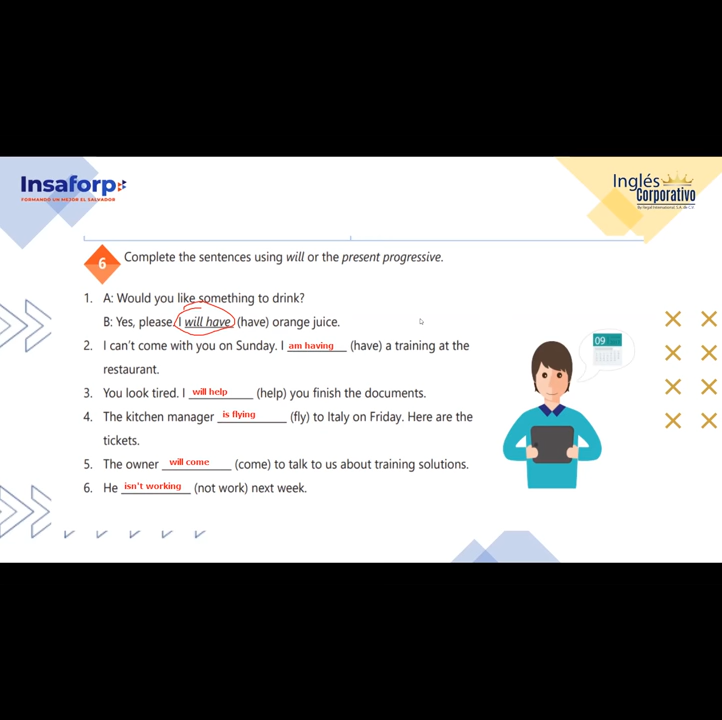 Insaforp
FORMANDO UN MEJOR EL SALVADOR
Inglés
Corporativo
6
Complete the sentences using will or the present progressive.
1. A: Would you like something to drink?
B: Yes, please. I will have (have) orange juice.
2. I can't come with you on Sunday. I am having (have) a training at the
restaurant.
3. You look tired. I will help (help) you finish the documents.
4. The kitchen manager is flying (fly) to Italy on Friday. Here are the
tickets.
5. The owner will come (come) to talk to us about training solutions.
6. He isn't working (not work) next week.
09